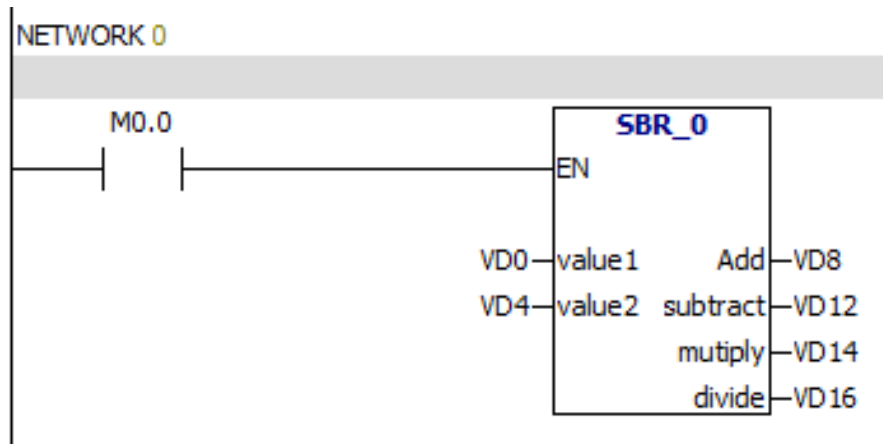 NETWORK 0
M0.0
SBR_0
EN
VD0 value1 Add VD8
VD4 value2 subtract VD12
mutiply VD14
divide VD16